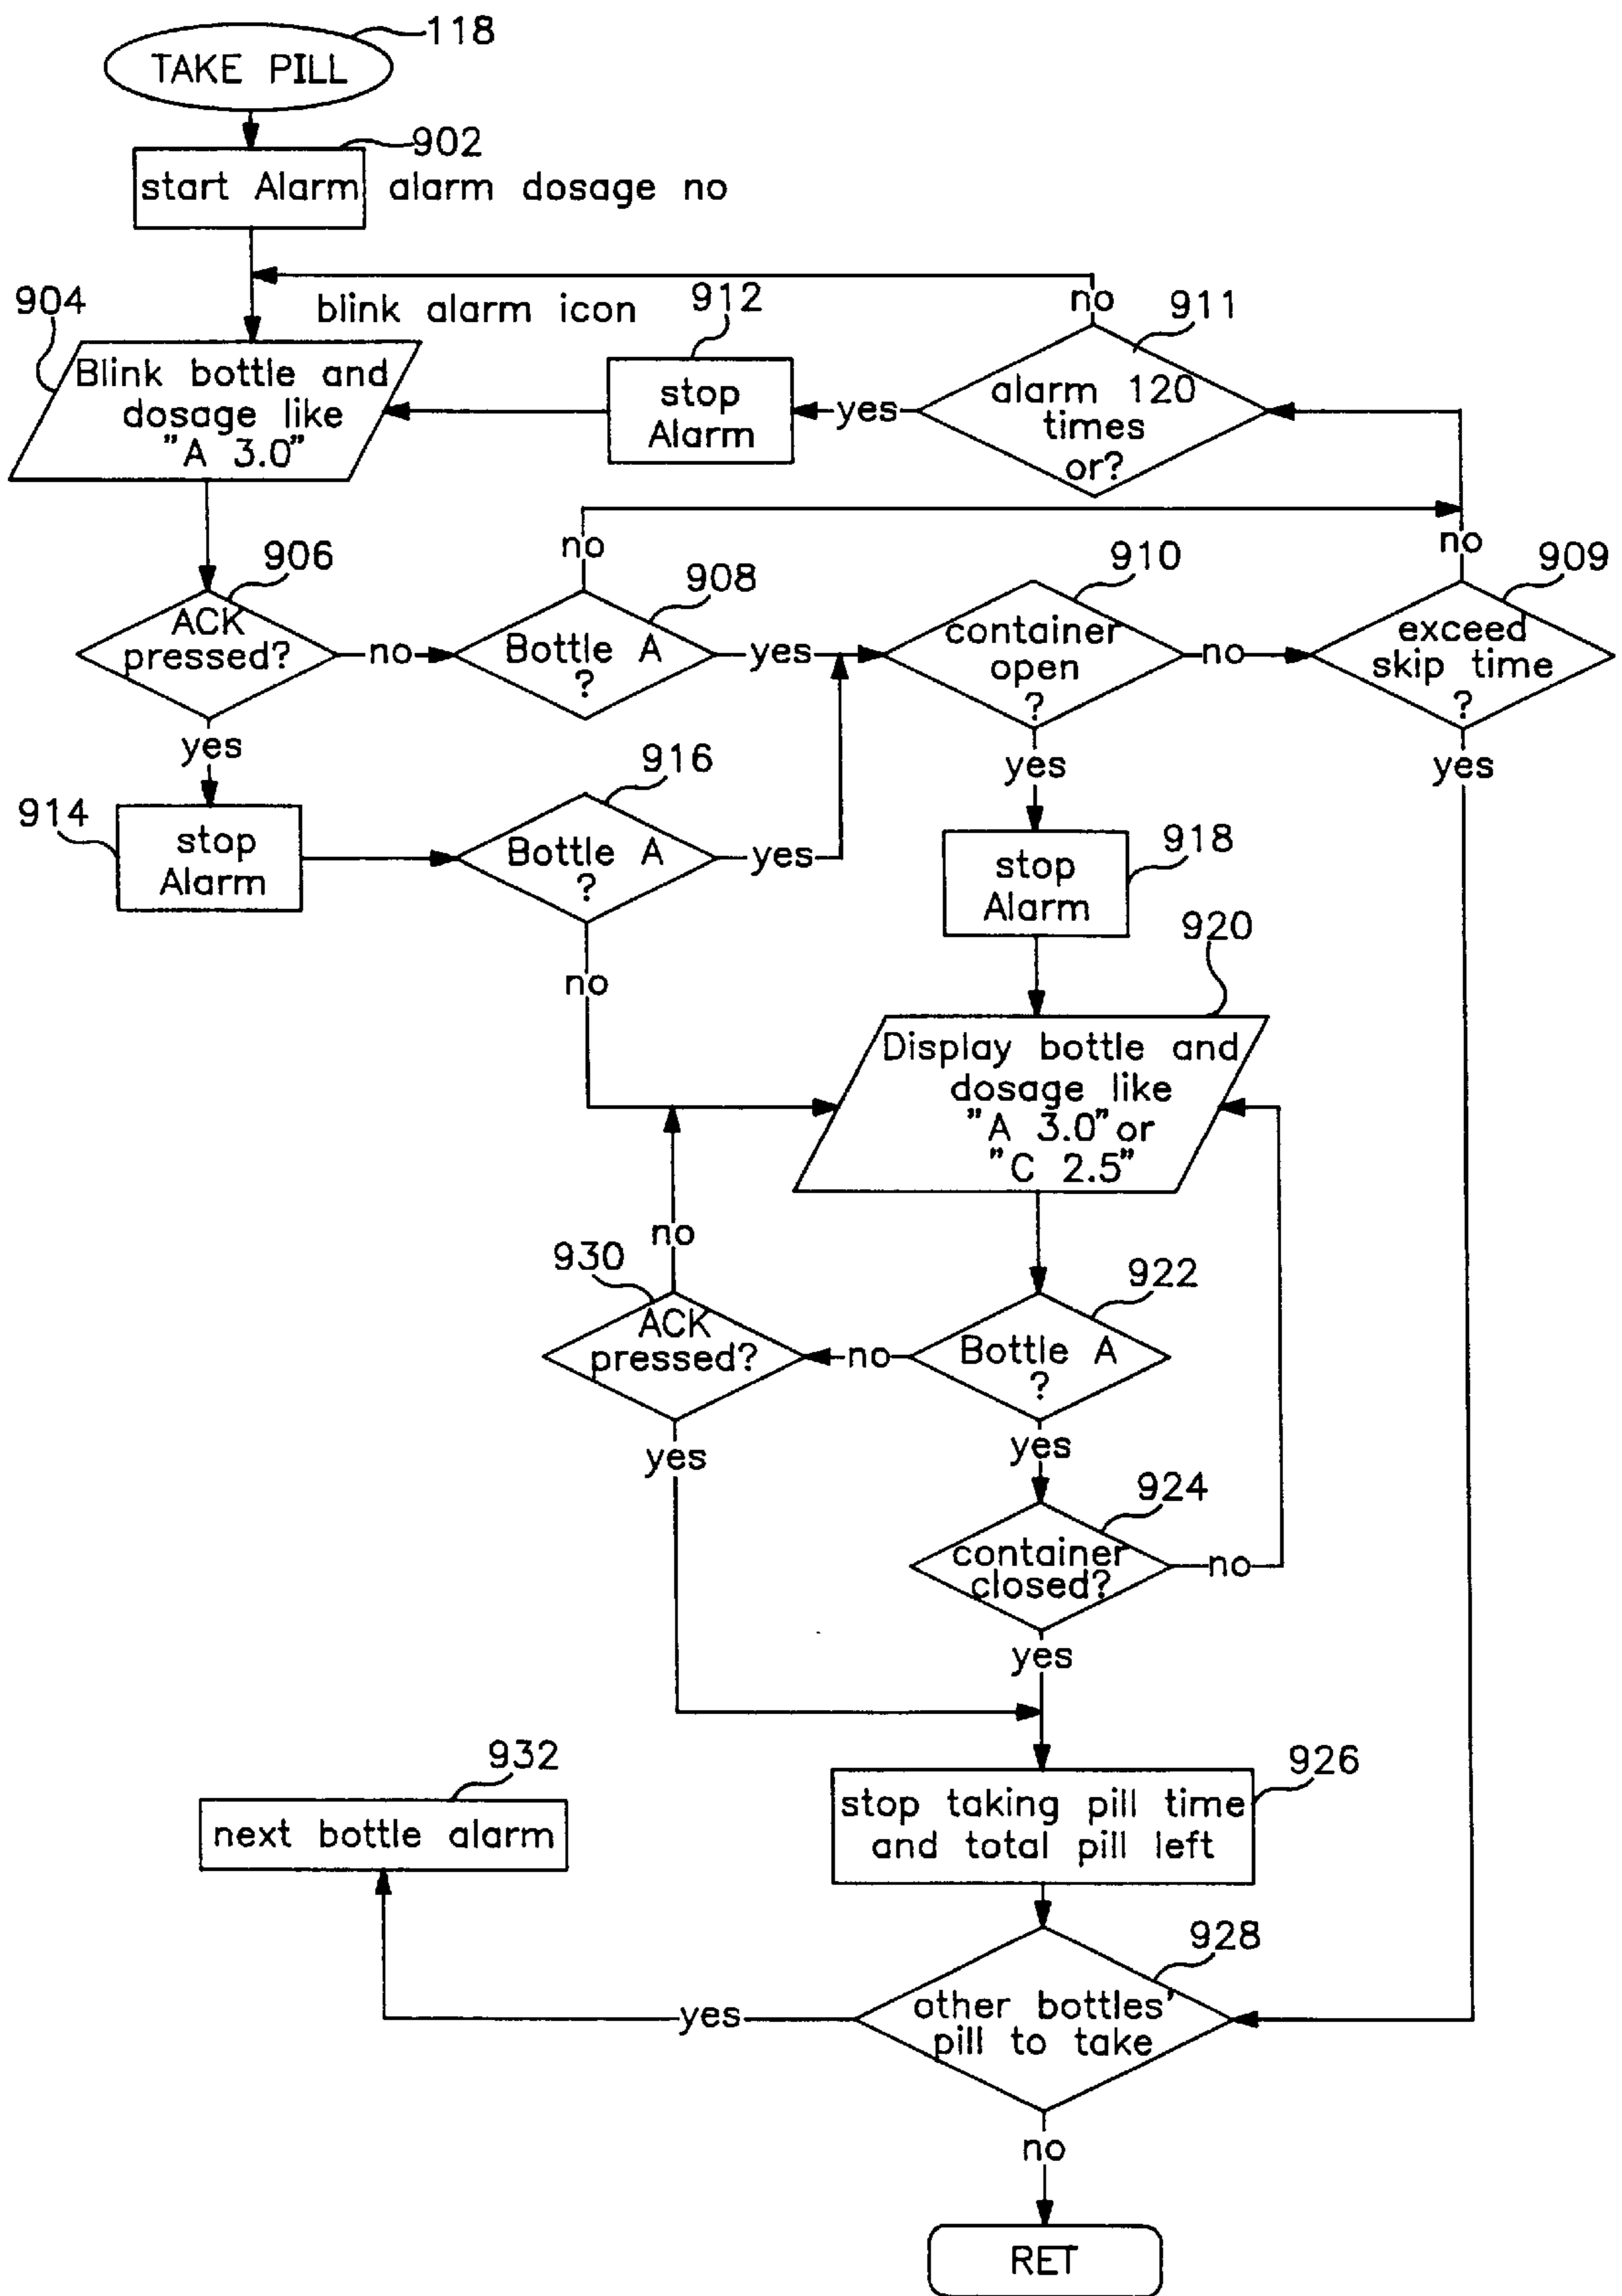 118
TAKE PILL
902
start Alarm alarm dosage no
904
blink alarm icon
912
no
911
Blink bottle and
dosage like
"A 3.0"
stop
Alarm
yes
alarm 120
times
or?
906
no
908
910
no
909
ACK
pressed?
no
Bottle A
?
yes
container
open
?
no
exceed
skip time
?
yes
914
stop
Alarm
916
Bottle A
?
yes
yes
yes
918
stop
Alarm
no
920
Display bottle and
dosage like
"A 3.0" or
"C 2.5"
no
930
ACK
pressed?
no
922
Bottle A
?
yes
yes
924
container
closed?
no
yes
932
next bottle alarm
926
stop taking pill time
and total pill left
928
other bottles'
pill to take
yes
no
RET